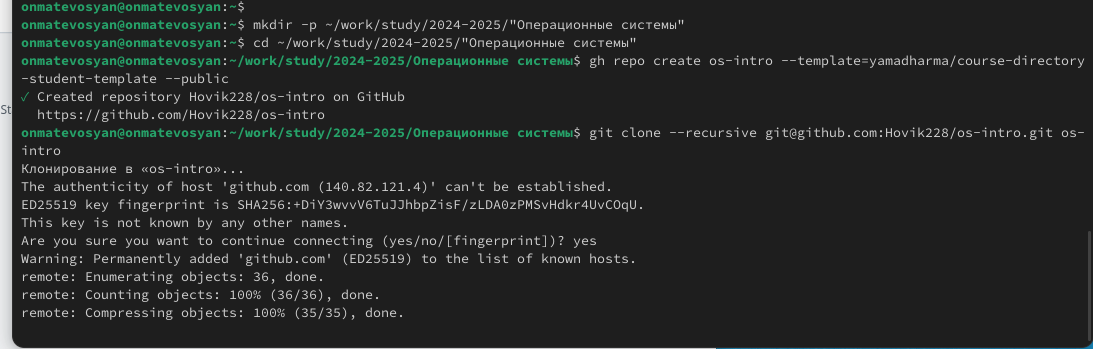 onmatevosyan@onmatevosyan:~$
onmatevosyan@onmatevosyan:~$ mkdir -p ~/work/study/2024-2025/"Операционные системы"
onmatevosyan@onmatevosyan:~$ cd ~/work/study/2024-2025/"Операционные системы"
onmatevosyan@onmatevosyan:~/work/study/2024-2025/Операционные системы$ gh repo create os-intro --template=yamadharma/course-directory
-student-template --public
✓ Created repository Hovik228/os-intro on GitHub
https://github.com/Hovik228/os-intro
onmatevosyan@onmatevosyan:~/work/study/2024-2025/Операционные системы$ git clone --recursive git@github.com:Hovik228/os-intro.git os-
intro
Клонирование в «os-intro»...
The authenticity of host 'github.com (140.82.121.4)' can't be established.
ED25519 key fingerprint is SHA256:+DiY3wvvV6TuJJhbpZisF/zLDA0zPMSvHdkr4UvCOqU.
This key is not known by any other names.
Are you sure you want to continue connecting (yes/no/[fingerprint])? yes
Warning: Permanently added 'github.com' (ED25519) to the list of known hosts.
remote: Enumerating objects: 36, done.
remote: Counting objects: 100% (36/36), done.
remote: Compressing objects: 100% (35/35), done.
St